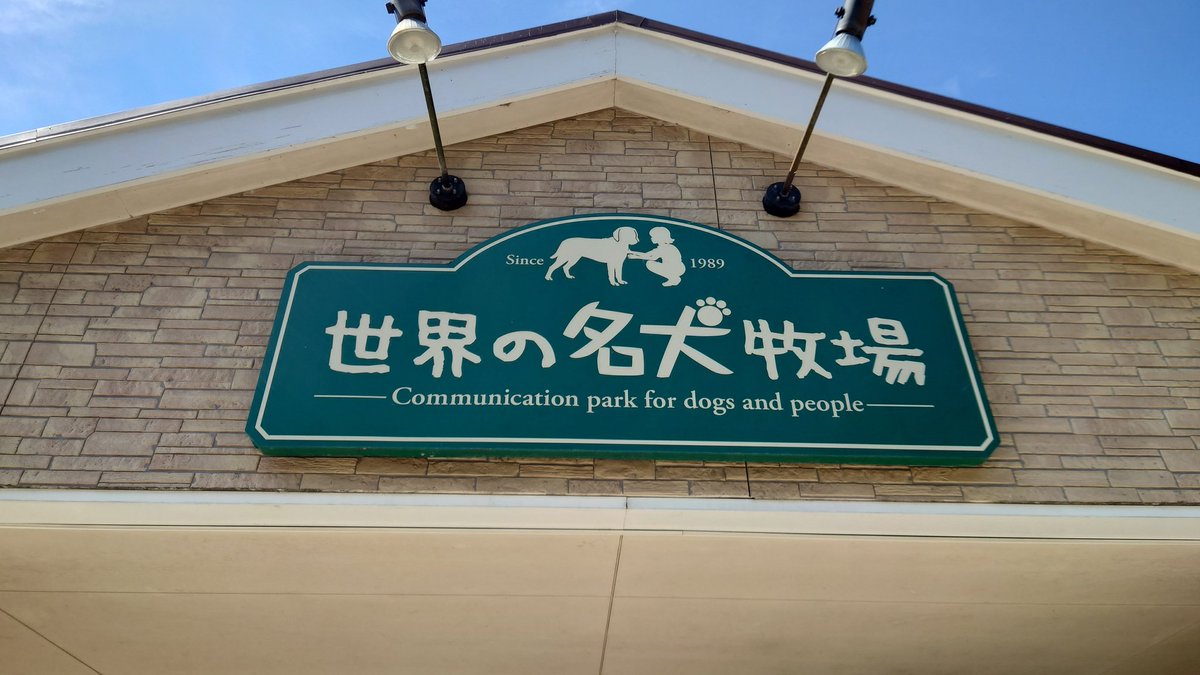 Since 1989
世界の名犬牧場
Communication park for dogs and people